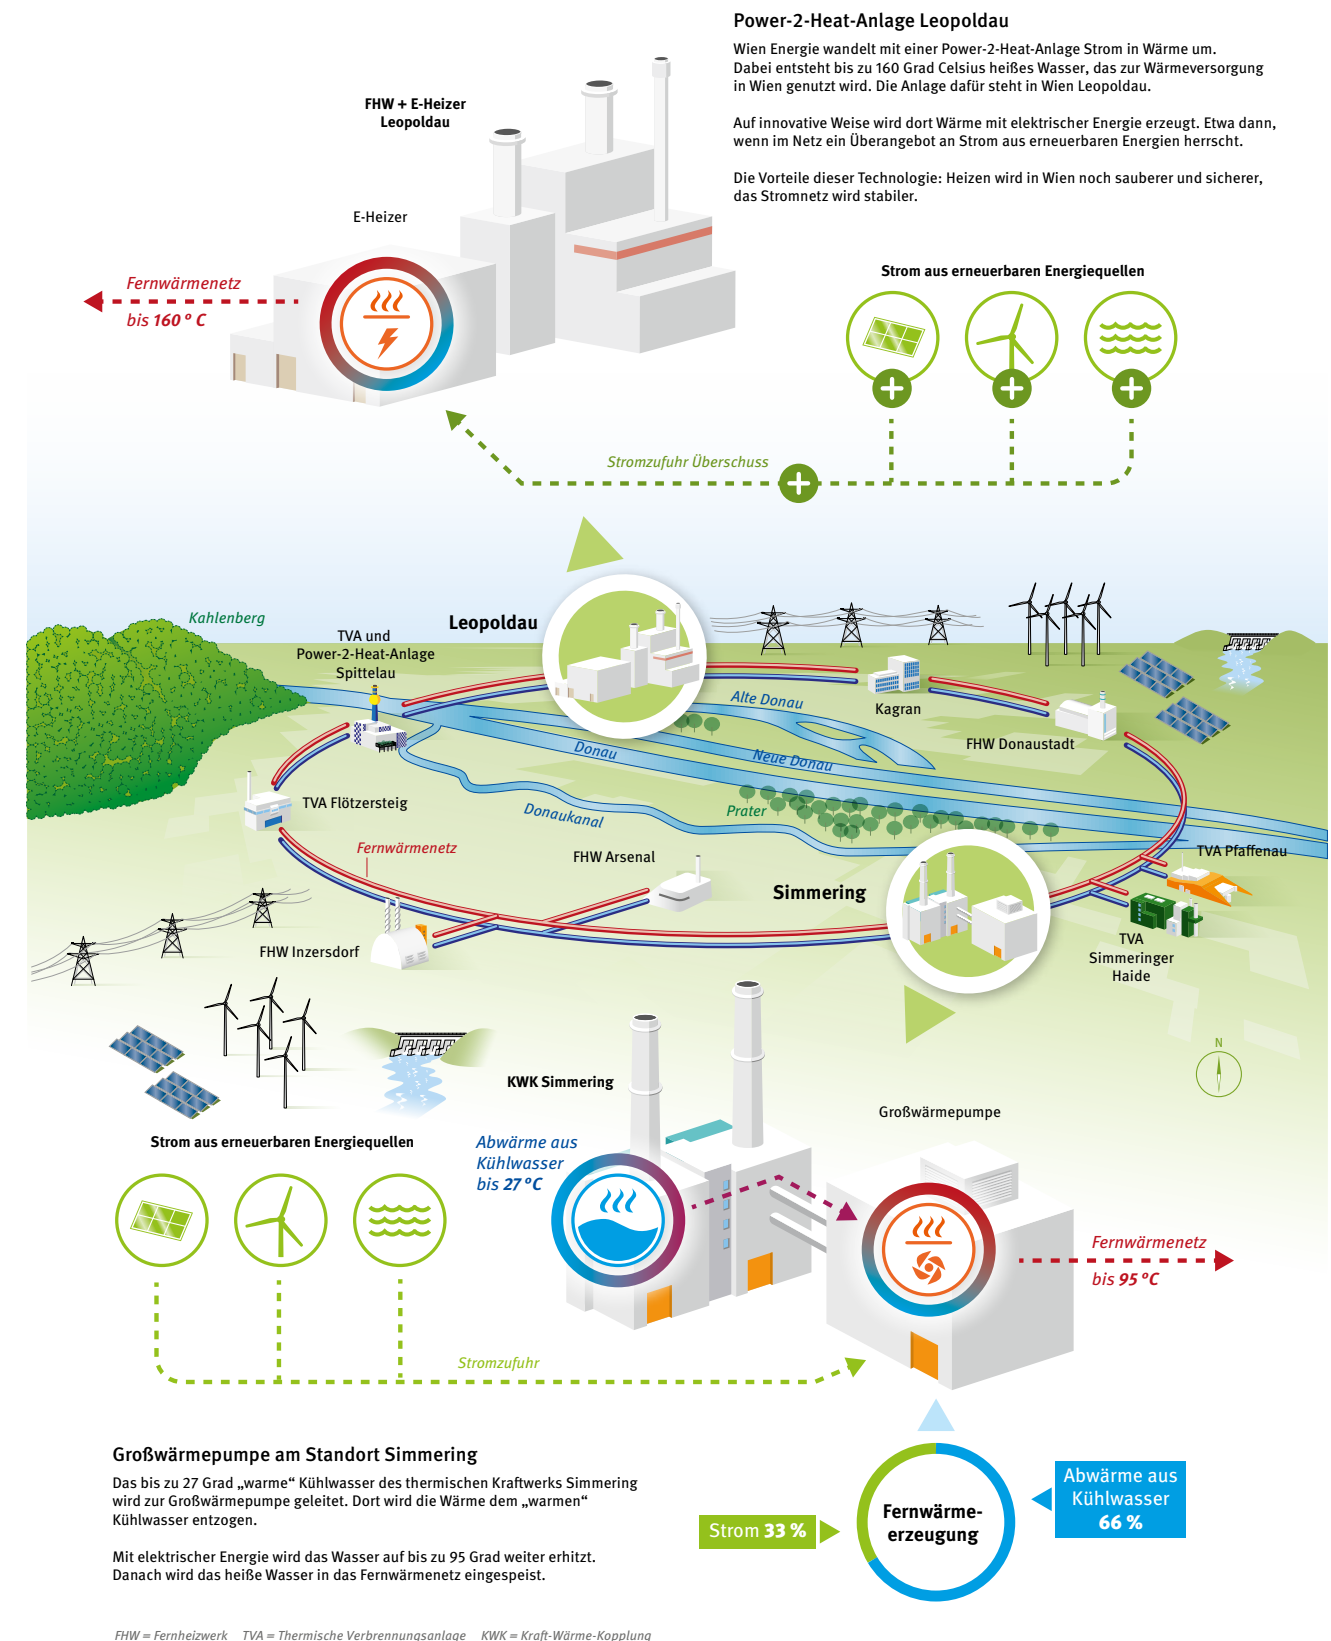 Power-2-Heat-Anlage Leopoldau
Wien Energie wandelt mit einer Power-2-Heat-Anlage Strom in Wärme um.
Dabei entsteht bis zu 160 Grad Celsius heißes Wasser, das zur Wärmeversorgung
in Wien genutzt wird. Die Anlage dafür steht in Wien Leopoldau.
Auf innovative Weise wird dort Wärme mit elektrischer Energie erzeugt. Etwa dann,
wenn im Netz ein Überangebot an Strom aus erneuerbaren Energien herrscht.
Die Vorteile dieser Technologie: Heizen wird in Wien noch sauberer und sicherer,
das Stromnetz wird stabiler.
FHW + E-Heizer
Leopoldau
E-Heizer
Fernwärmenetz
bis 160 º C
Strom aus erneuerbaren Energiequellen
Stromzufuhr Überschuss
Kahlenberg
TVA und
Power-2-Heat-Anlage
Spittelau
Leopoldau
Alte Donau
Kagran
FHW Donaustadt
Donau
Neue Donau
TVA Flötzersteig
Donaukanal
Prater
Fernwärmenetz
FHW Arsenal
TVA Pfaffenau
Simmering
FHW Inzersdorf
TVA
Simmeringer
Haide
N
KWK Simmering
Großwärmepumpe
Strom aus erneuerbaren Energiequellen
Abwärme aus
Kühlwasser
bis 27 ºC
Fernwärmenetz
bis 95 ºC
Stromzufuhr
Großwärmepumpe am Standort Simmering
Das bis zu 27 Grad „warme“ Kühlwasser des thermischen Kraftwerks Simmering
wird zur Großwärmepumpe geleitet. Dort wird die Wärme dem „warmen“
Kühlwasser entzogen.
Mit elektrischer Energie wird das Wasser auf bis zu 95 Grad weiter erhitzt.
Danach wird das heiße Wasser in das Fernwärmenetz eingespeist.
Strom 33 %
Fernwärme-
erzeugung
Abwärme aus
Kühlwasser
66 %
FHW = Fernheizwerk TVA = Thermische Verbrennungsanlage KWK = Kraft-Wärme-Kopplung